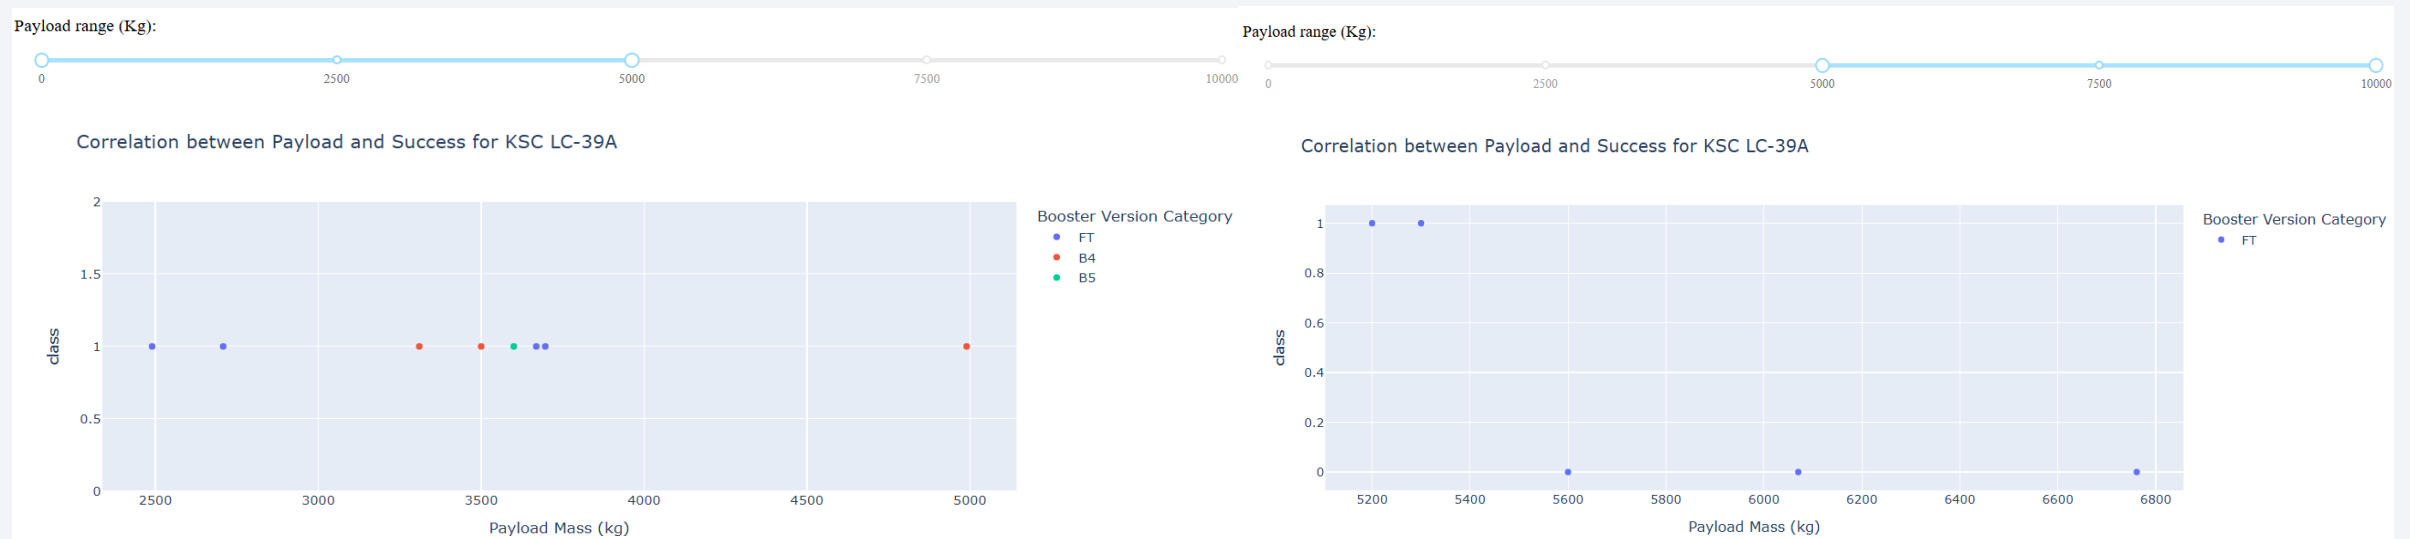 Payload range (Kg):
0 2500 5000 7500 10000
Correlation between Payload and Success for KSC LC-39A
2
1.5
1
0.5
0
class
2500 3000 3500 4000 4500 5000
Payload Mass (kg)
Booster Version Category
FT
B4
B5
Payload range (Kg):
0 2500 5000 7500 10000
Correlation between Payload and Success for KSC LC-39A
1
0.8
0.6
0.4
0.2
0
class
5200 5400 5600 5800 6000 6200 6400 6600 6800
Payload Mass (kg)
Booster Version Category
FT